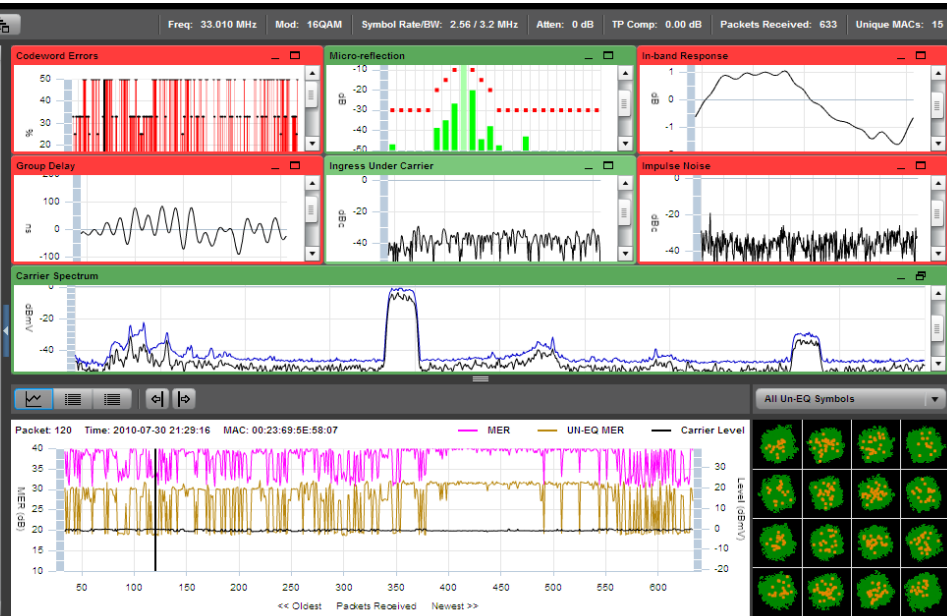 Freq: 33.010 MHz Mod: 16QAM Symbol Rate/BW: 2.56 / 3.2 MHz Atten: 0 dB TP Comp: 0.00 dB Packets Received: 633 Unique MACs: 15
Codeword Errors
50
40
30
20
%
Micro-reflection
-10
-20
-30
-40
-50
dB
In-band Response
1
0
-1
dB
Group Delay
200
100
0
-100
ns
Ingress Under Carrier
0
-20
-40
dBc
Impulse Noise
0
-20
-40
dBc
Carrier Spectrum
0
-20
-40
dBmV
All Un-EQ Symbols
Packet: 120 Time: 2010-07-30 21:29:16 MAC: 00:23:69:5E:58:07 MER UN-EQ MER Carrier Level
40
35
30
25
20
15
10
MER (dB)
30
20
10
0
-10
-20
Level (dBmV)
50 100 150 200 250 300 350 400 450 500 550 600
<< Oldest Packets Received Newest >>